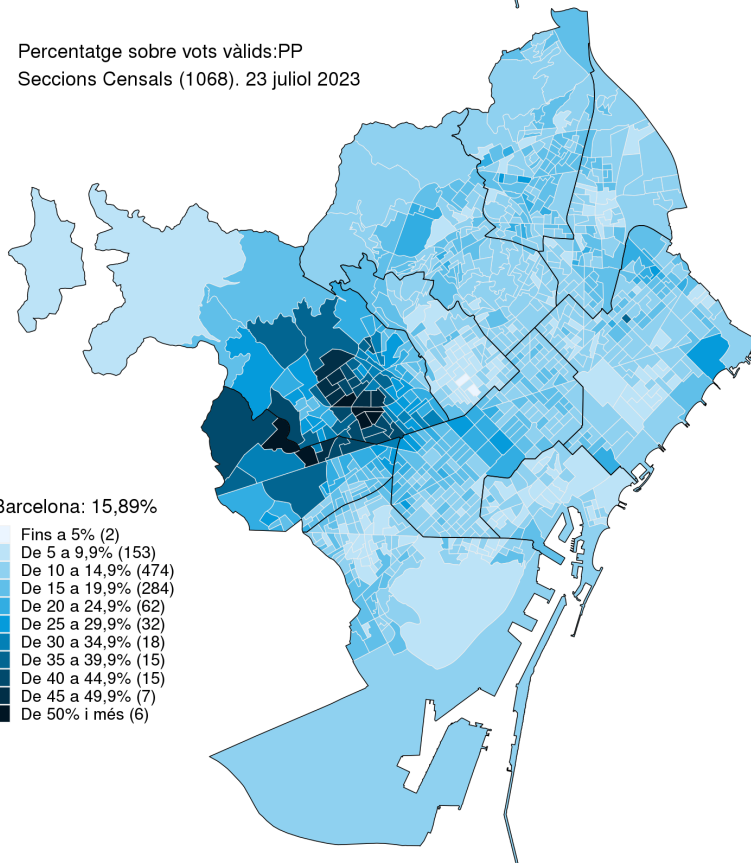 Percentatge sobre vots vàlids:PP
Seccions Censals (1068). 23 juliol 2023
Barcelona: 15,89%
Fins a 5% (2)
De 5 a 9,9% (153)
De 10 a 14,9% (474)
De 15 a 19,9% (284)
De 20 a 24,9% (62)
De 25 a 29,9% (32)
De 30 a 34,9% (18)
De 35 a 39,9% (15)
De 40 a 44,9% (15)
De 45 a 49,9% (7)
De 50% i més (6)